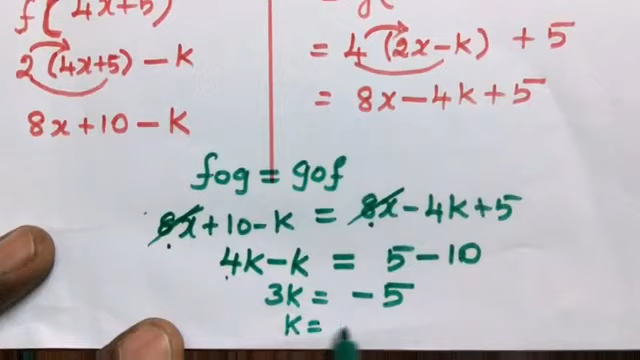 f(4x+5)
2(4x+5) - k
8x+10 - k
= 4(2x-k) + 5
= 8x - 4k + 5
fog = gof
8x+10-k = 8x-4k+5
4k-k = 5-10
3k = -5
k =